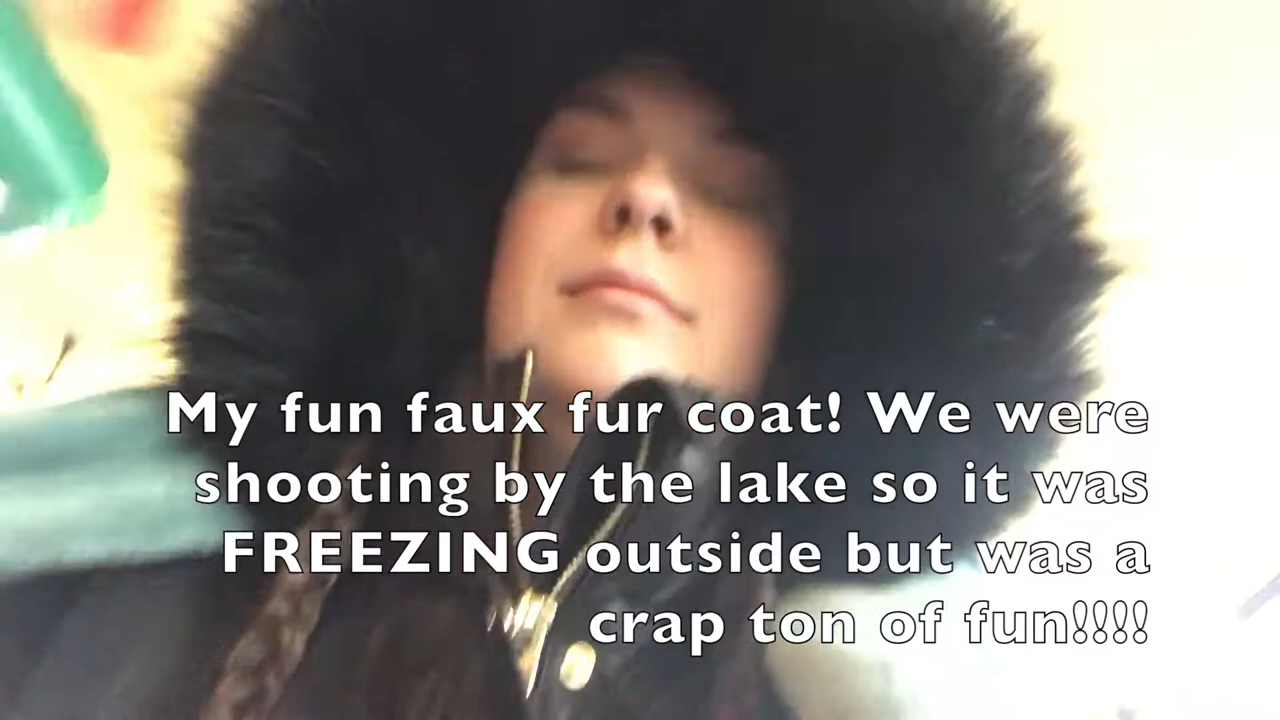 My fun faux fur coat! We were
shooting by the lake so it was
FREEZING outside but was a
crap ton of fun!!!!